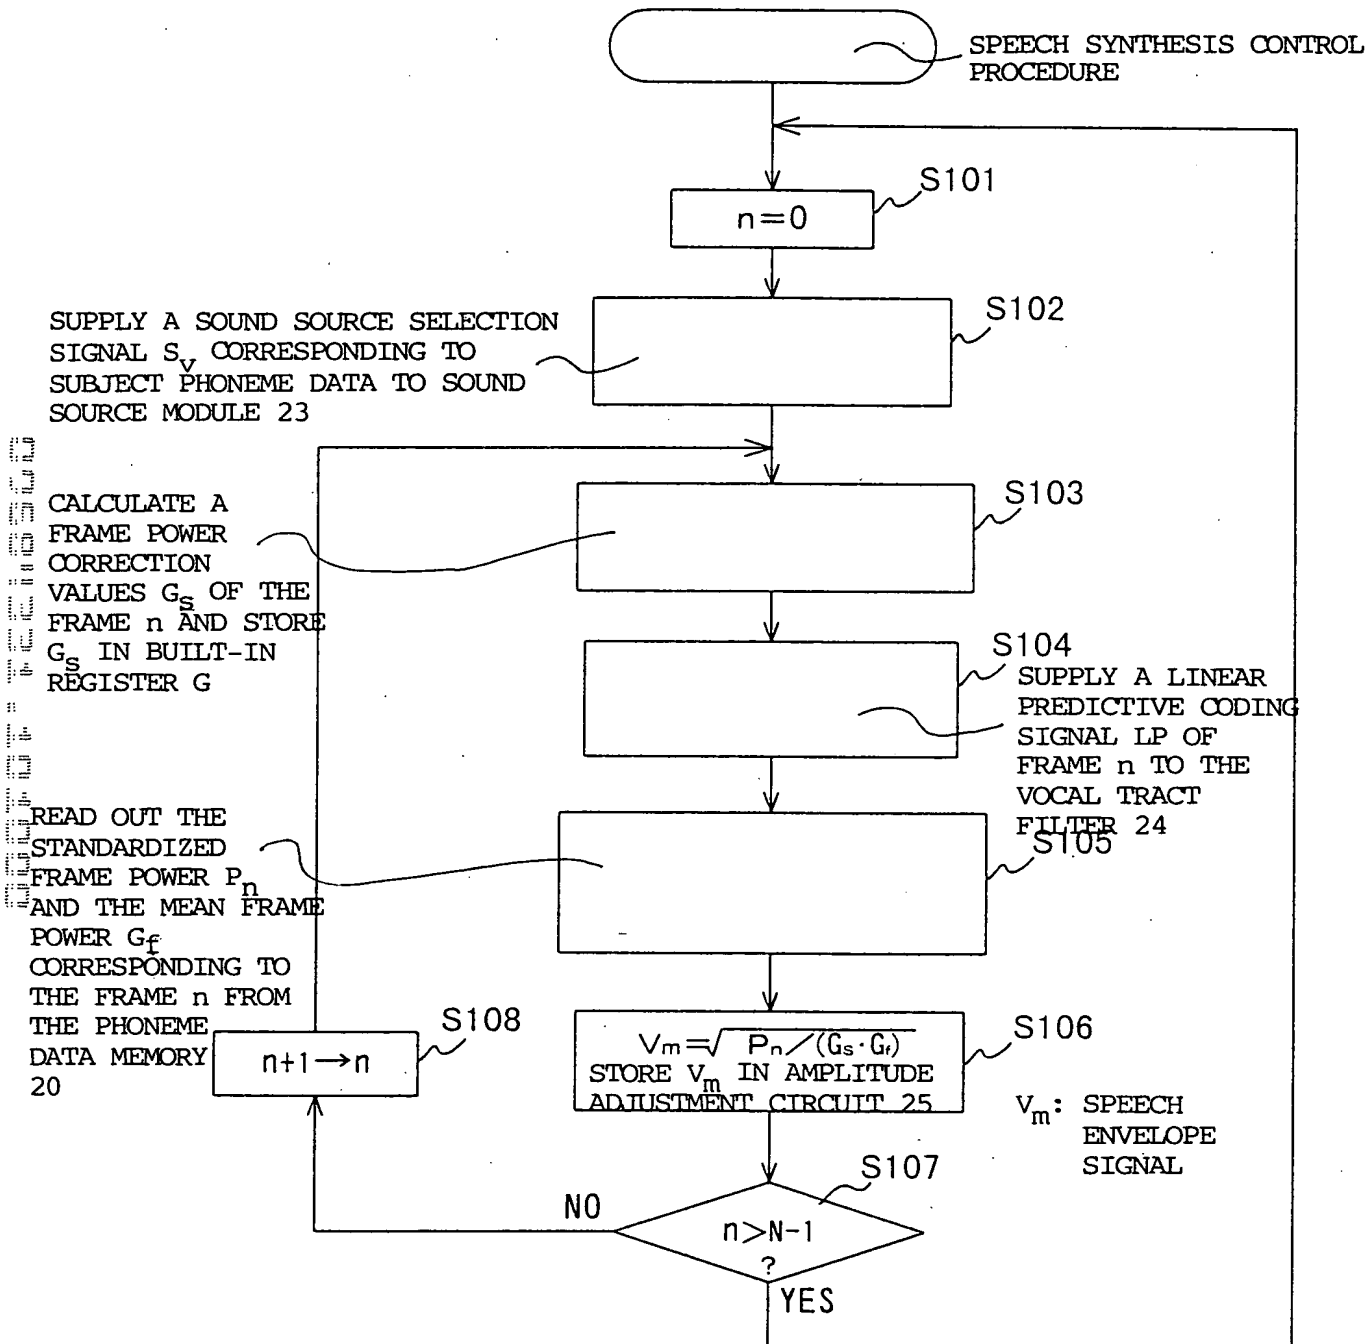 SPEECH SYNTHESIS CONTROL
PROCEDURE
S101
n=0
S102
SUPPLY A SOUND SOURCE SELECTION
SIGNAL Sv CORRESPONDING TO
SUBJECT PHONEME DATA TO SOUND
SOURCE MODULE 23
S103
CALCULATE A
FRAME POWER
CORRECTION
VALUES Gs OF THE
FRAME n AND STORE
Gs IN BUILT-IN
REGISTER G
S104
SUPPLY A LINEAR
PREDICTIVE CODING
SIGNAL LP OF
FRAME n TO THE
VOCAL TRACT
FILTER 24
S105
READ OUT THE
STANDARDIZED
FRAME POWER Pn
AND THE MEAN FRAME
POWER Gf
CORRESPONDING TO
THE FRAME n FROM
THE PHONEME
DATA MEMORY
20
S106
Vm=√Pn/(Gs·Gf)
STORE Vm IN AMPLITUDE
ADJUSTMENT CIRCUIT 25
Vm: SPEECH
ENVELOPE
SIGNAL
S107
n>N-1
?
NO
YES
S108
n+1→n